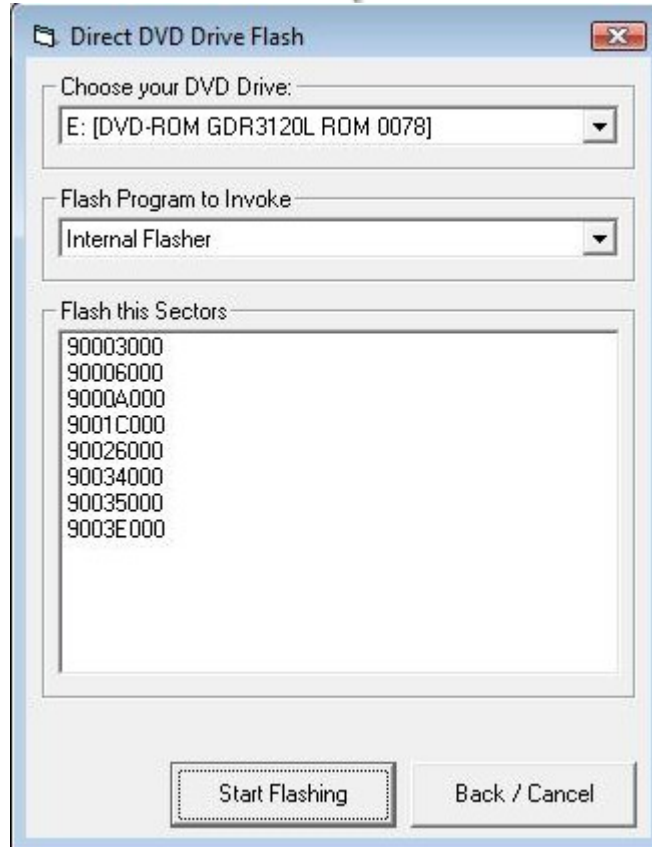 Direct DVD Drive Flash
Choose your DVD Drive:
E: [DVD-ROM GDR3120L ROM 0078]
Flash Program to Invoke
Internal Flasher
Flash this Sectors
90003000
90006000
9000A000
9001C000
90026000
90034000
90035000
9003E000
Start Flashing
Back / Cancel